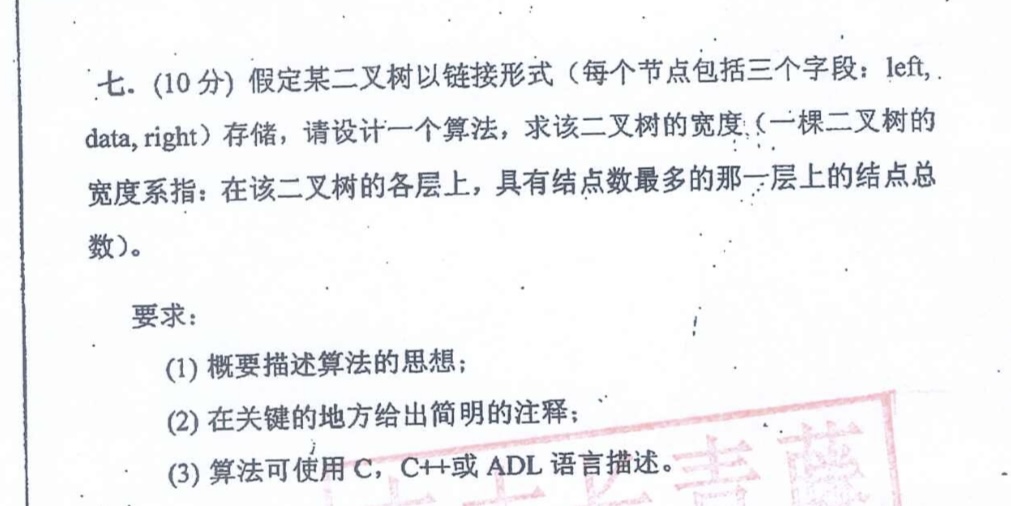 七. (10 分) 假定某二叉树以链接形式（每个节点包括三个字段：left,
data, right）存储，请设计一个算法，求该二叉树的宽度（一棵二叉树的
宽度系指：在该二叉树的各层上，具有结点数最多的那一层上的结点总
数）。
要求：
(1) 概要描述算法的思想；
(2) 在关键的地方给出简明的注释；
(3) 算法可使用 C，C++或 ADL 语言描述。
青藤